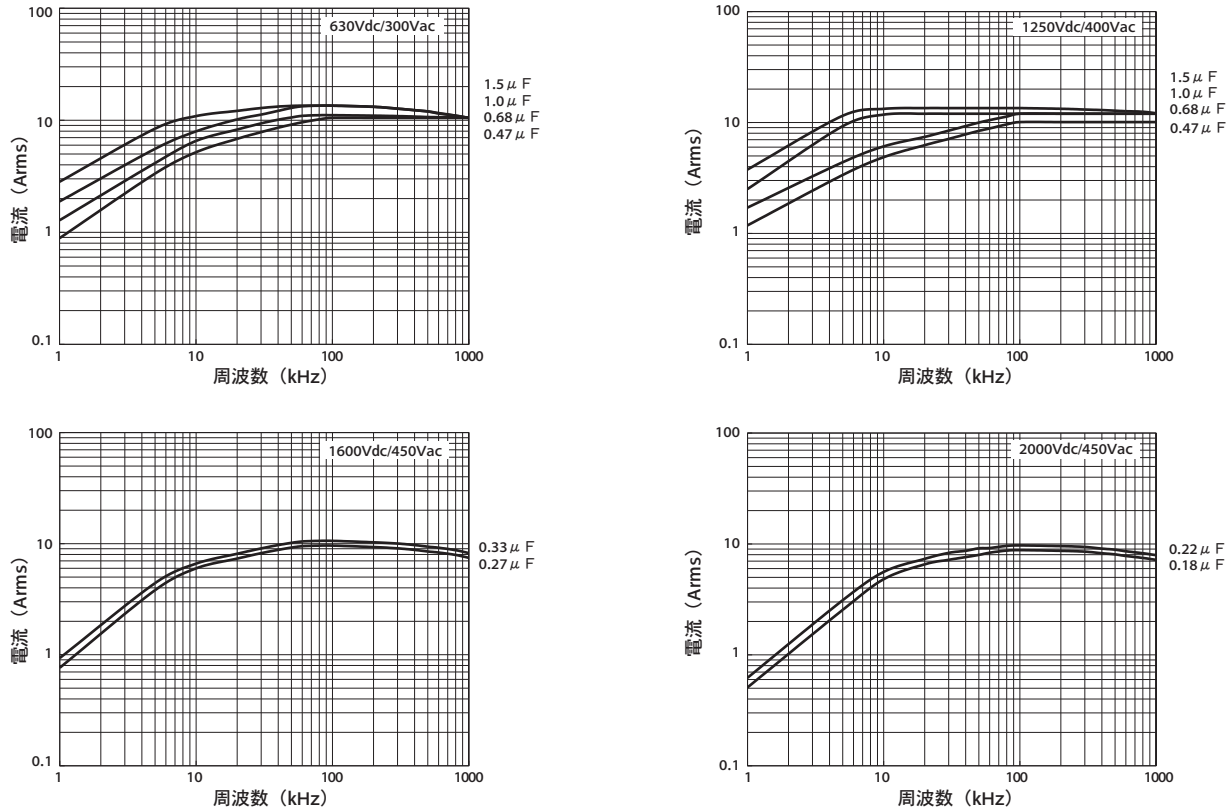 630Vdc/300Vac
100
10
1
0.1
電流（Arms）
1.5μF
1.0μF
0.68μF
0.47μF
1
10
100
1000
周波数（kHz）
1250Vdc/400Vac
100
10
1
0.1
電流（Arms）
1.5μF
1.0μF
0.68μF
0.47μF
1
10
100
1000
周波数（kHz）
1600Vdc/450Vac
100
10
1
0.1
電流（Arms）
0.33μF
0.27μF
1
10
100
1000
周波数（kHz）
2000Vdc/450Vac
100
10
1
0.1
電流（Arms）
0.22μF
0.18μF
1
10
100
1000
周波数（kHz）